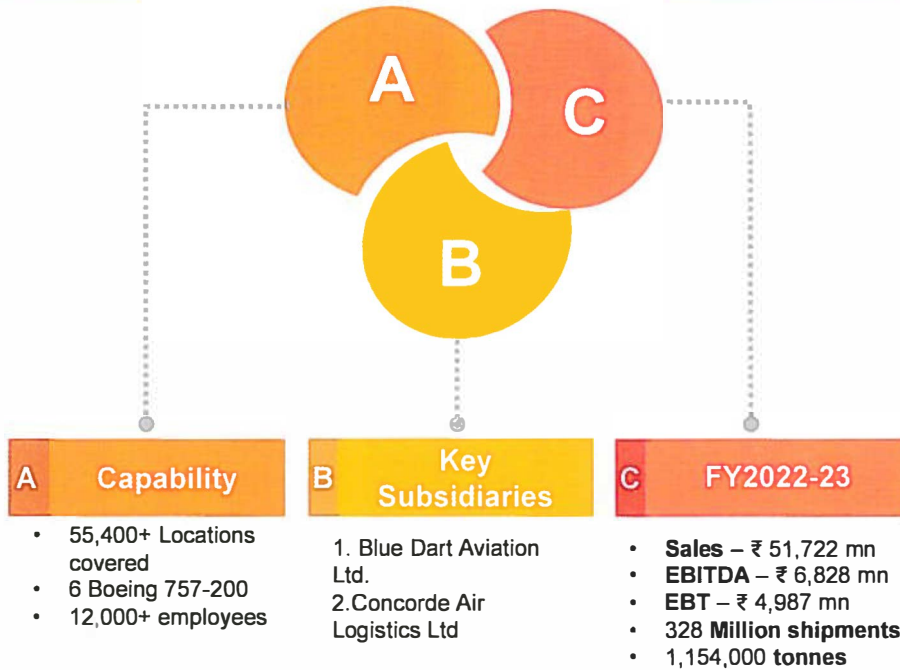 A
C
B
A Capability
• 55,400+ Locations
covered
• 6 Boeing 757-200
• 12,000+ employees
B Key
Subsidiaries
1. Blue Dart Aviation
Ltd.
2.Concorde Air
Logistics Ltd
C FY2022-23
• Sales – ₹ 51,722 mn
• EBITDA – ₹ 6,828 mn
• EBT – ₹ 4,987 mn
• 328 Million shipments
• 1,154,000 tonnes